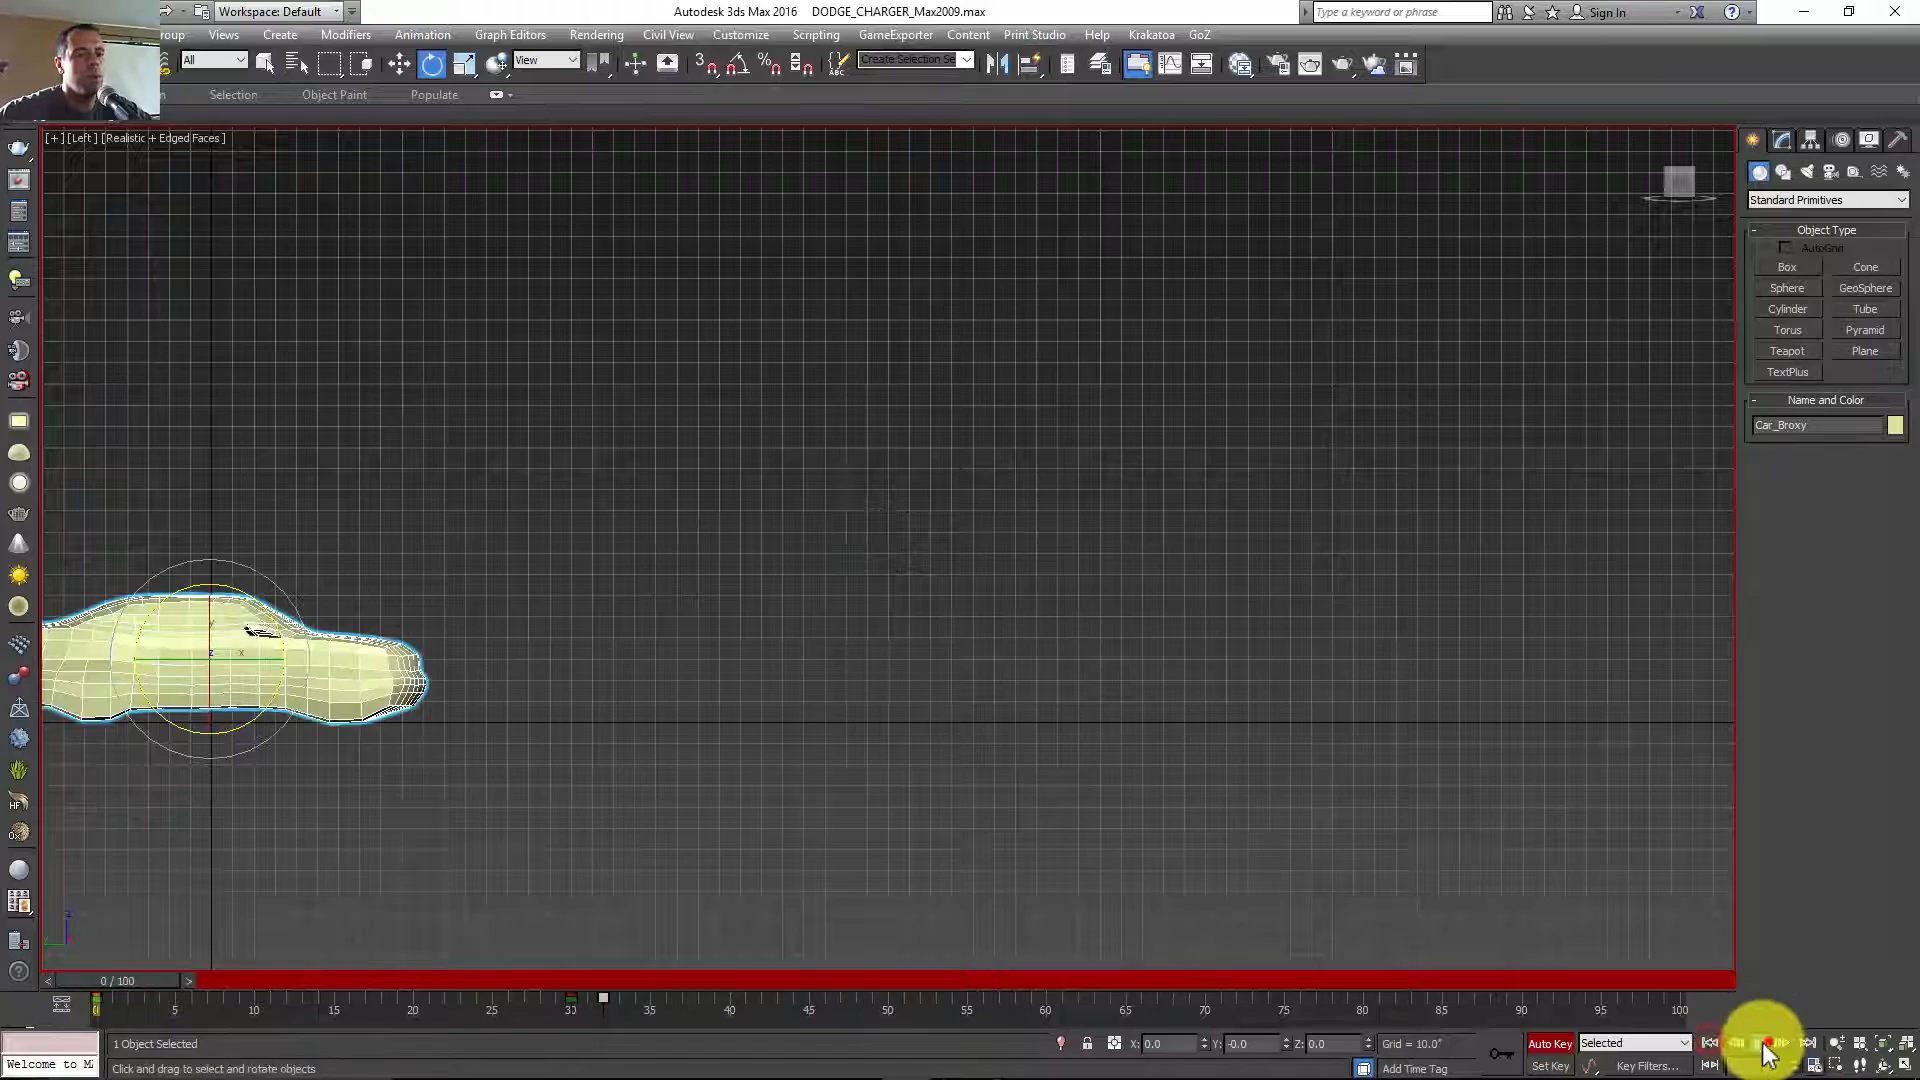 Workspace: Default
Autodesk 3ds Max 2016 DODGE_CHARGER_Max2009.max
Type a keyword or phrase
Sign In
roup Views Create Modifiers Animation Graph Editors Rendering Civil View Customize Scripting GameExporter Content Print Studio Help Krakatoa GoZ
All
View
3
ABC
Create Selection Se
Selection Object Paint Populate
[+] [Left] [Realistic + Edged Faces ]
Standard Primitives
- Object Type
AutoGrid
Box Cone
Sphere GeoSphere
Cylinder Tube
Torus Pyramid
Teapot Plane
TextPlus
- Name and Color
Car_Broxy
y
z x
HF
z
< 0 / 100 >
5 10 15 20 25 30 35 40 45 50 55 60 65 70 75 80 85 90 95 100
1 Object Selected
X: 0.0 Y: -0.0 Z: 0.0 Grid = 10.0"
Auto Key Selected
Welcome to M
Click and drag to select and rotate objects
Add Time Tag
Set Key Key Filters...